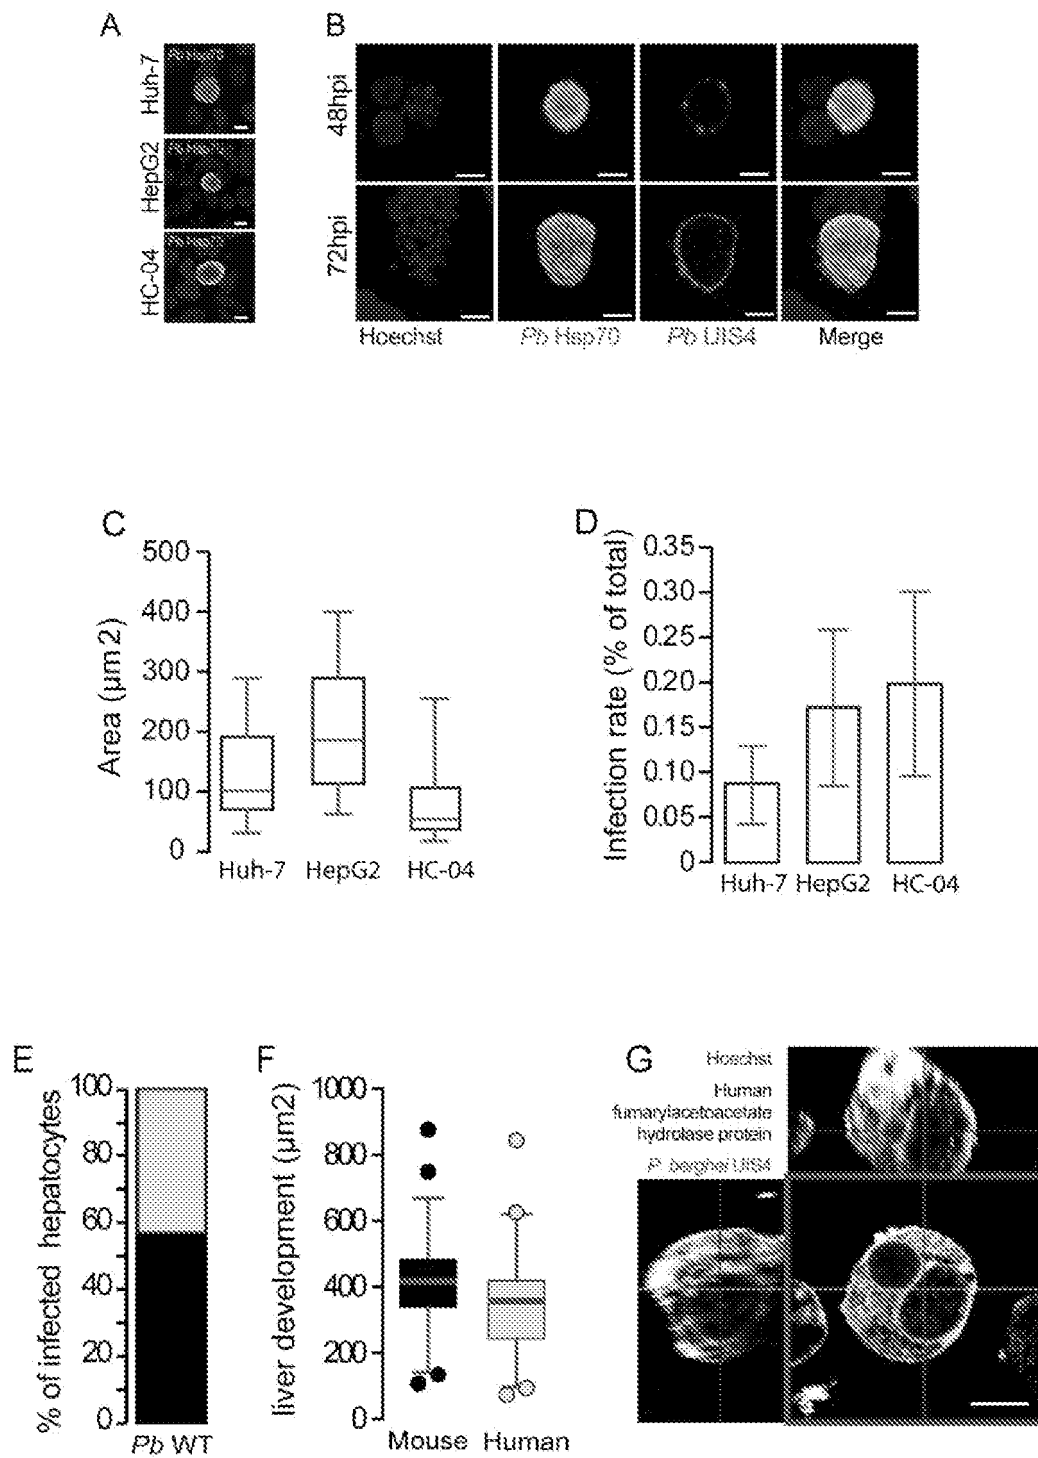 A
Huh-7
HepG2
HC-04
B
48hpi
72hpi
Hoechst
Pb Hsp70
Pb UIS4
Merge
C
Area (µm2)
500
400
300
200
100
0
Huh-7
HepG2
HC-04
D
Infection rate (% of total)
0.35
0.30
0.25
0.20
0.15
0.10
0.05
0
Huh-7
HepG2
HC-04
E
% of infected hepatocytes
100
80
60
40
20
0
Pb WT
F
liver development (µm2)
1000
800
600
400
200
0
Mouse
Human
G
Hoechst
Human
fumarylacetoacetate
hydrolase protein
P. berghei UIS4